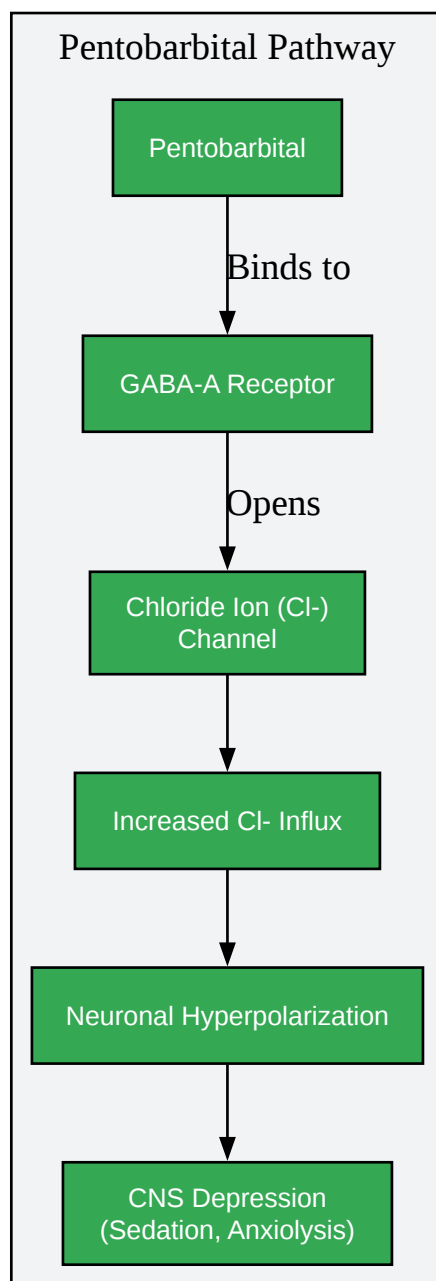 Pentobarbital Pathway
Pentobarbital
Binds to
GABA-A Receptor
Opens
Chloride Ion (Cl-)
Channel
Increased Cl- Influx
Neuronal Hyperpolarization
CNS Depression
(Sedation, Anxiolysis)